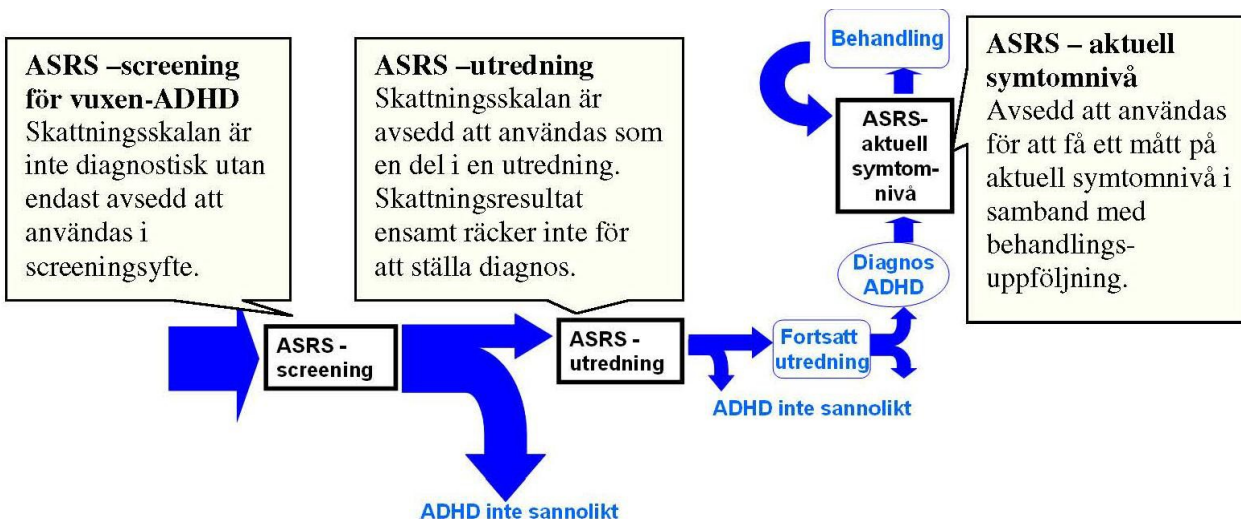 ASRS –screening
för vuxen-ADHD
Skattningsskalan är
inte diagnostisk utan
endast avsedd att
användas i
screeningsyfte.
ASRS –utredning
Skattningsskalan är
avsedd att användas som
en del i en utredning.
Skattningsresultat
ensamt räcker inte för
att ställa diagnos.
Behandling
ASRS-
aktuell
symtom-
nivå
ASRS – aktuell
symtomnivå
Avsedd att användas
för att få ett mått på
aktuell symtomnivå i
samband med
behandlings-
uppföljning.
Diagnos
ADHD
ASRS -
screening
ASRS -
utredning
Fortsatt
utredning
ADHD inte sannolikt
ADHD inte sannolikt